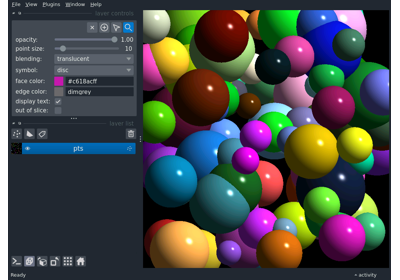 File View Plugins Window Help
layer controls
opacity: 1.00
point size: 10
blending: translucent
symbol: disc
face color: #c618acff
edge color: dimgrey
display text:
out of slice:
layer list
pts
Ready
activity